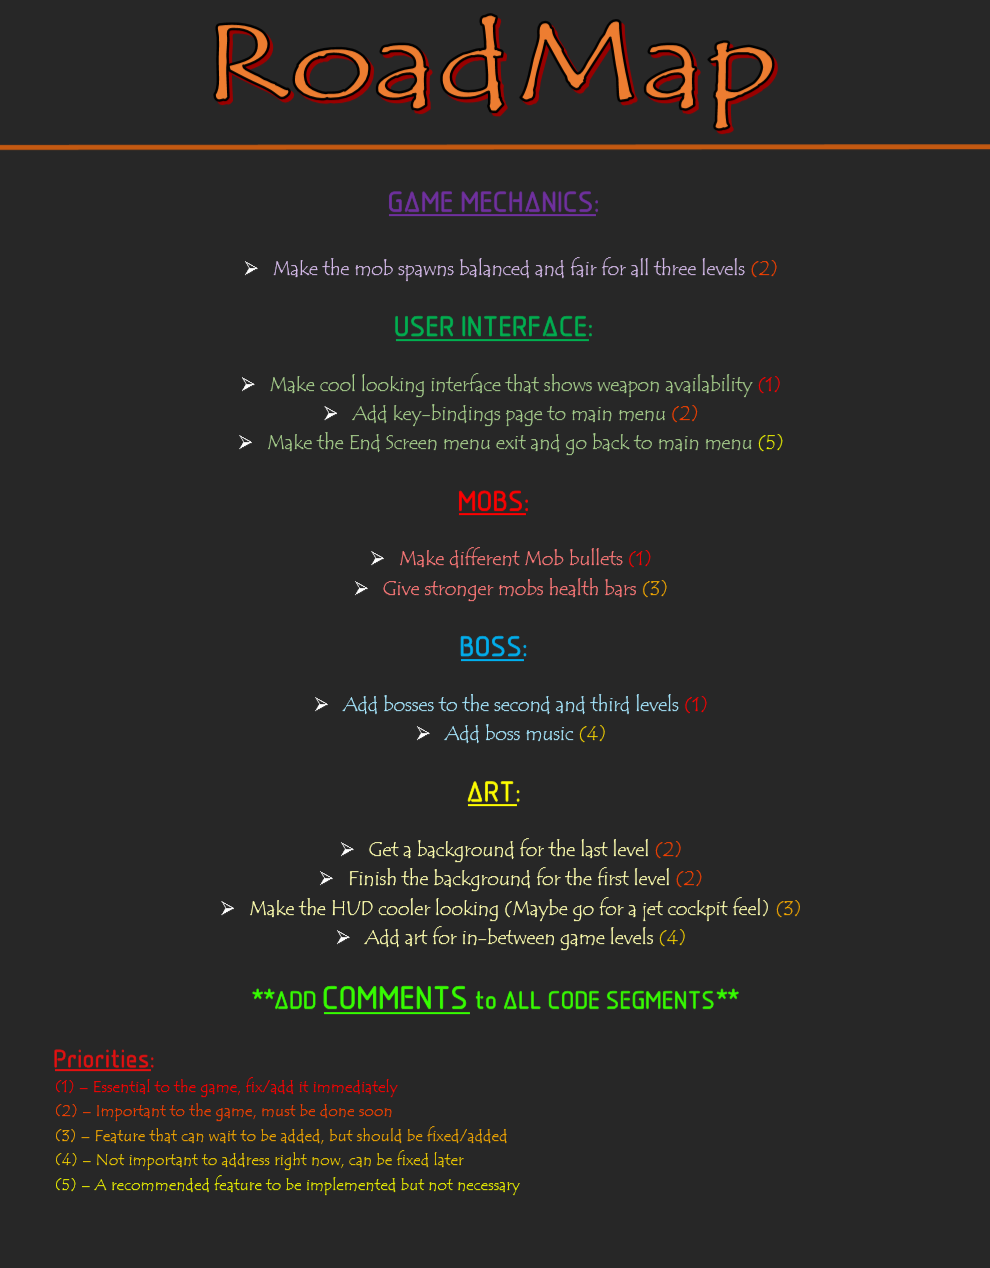 RoadMap
GAME MECHANICS:
➢ Make the mob spawns balanced and fair for all three levels (2)
USER INTERFACE:
➢ Make cool looking interface that shows weapon availability (1)
➢ Add key-bindings page to main menu (2)
➢ Make the End Screen menu exit and go back to main menu (5)
MOBS:
➢ Make different Mob bullets (1)
➢ Give stronger mobs health bars (3)
BOSS:
➢ Add bosses to the second and third levels (1)
➢ Add boss music (4)
ART:
➢ Get a background for the last level (2)
➢ Finish the background for the first level (2)
➢ Make the HUD cooler looking (Maybe go for a jet cockpit feel) (3)
➢ Add art for in-between game levels (4)
**ADD COMMENTS to ALL CODE SEGMENTS**
Priorities:
(1) – Essential to the game, fix/add it immediately
(2) – Important to the game, must be done soon
(3) – Feature that can wait to be added, but should be fixed/added
(4) – Not important to address right now, can be fixed later
(5) – A recommended feature to be implemented but not necessary